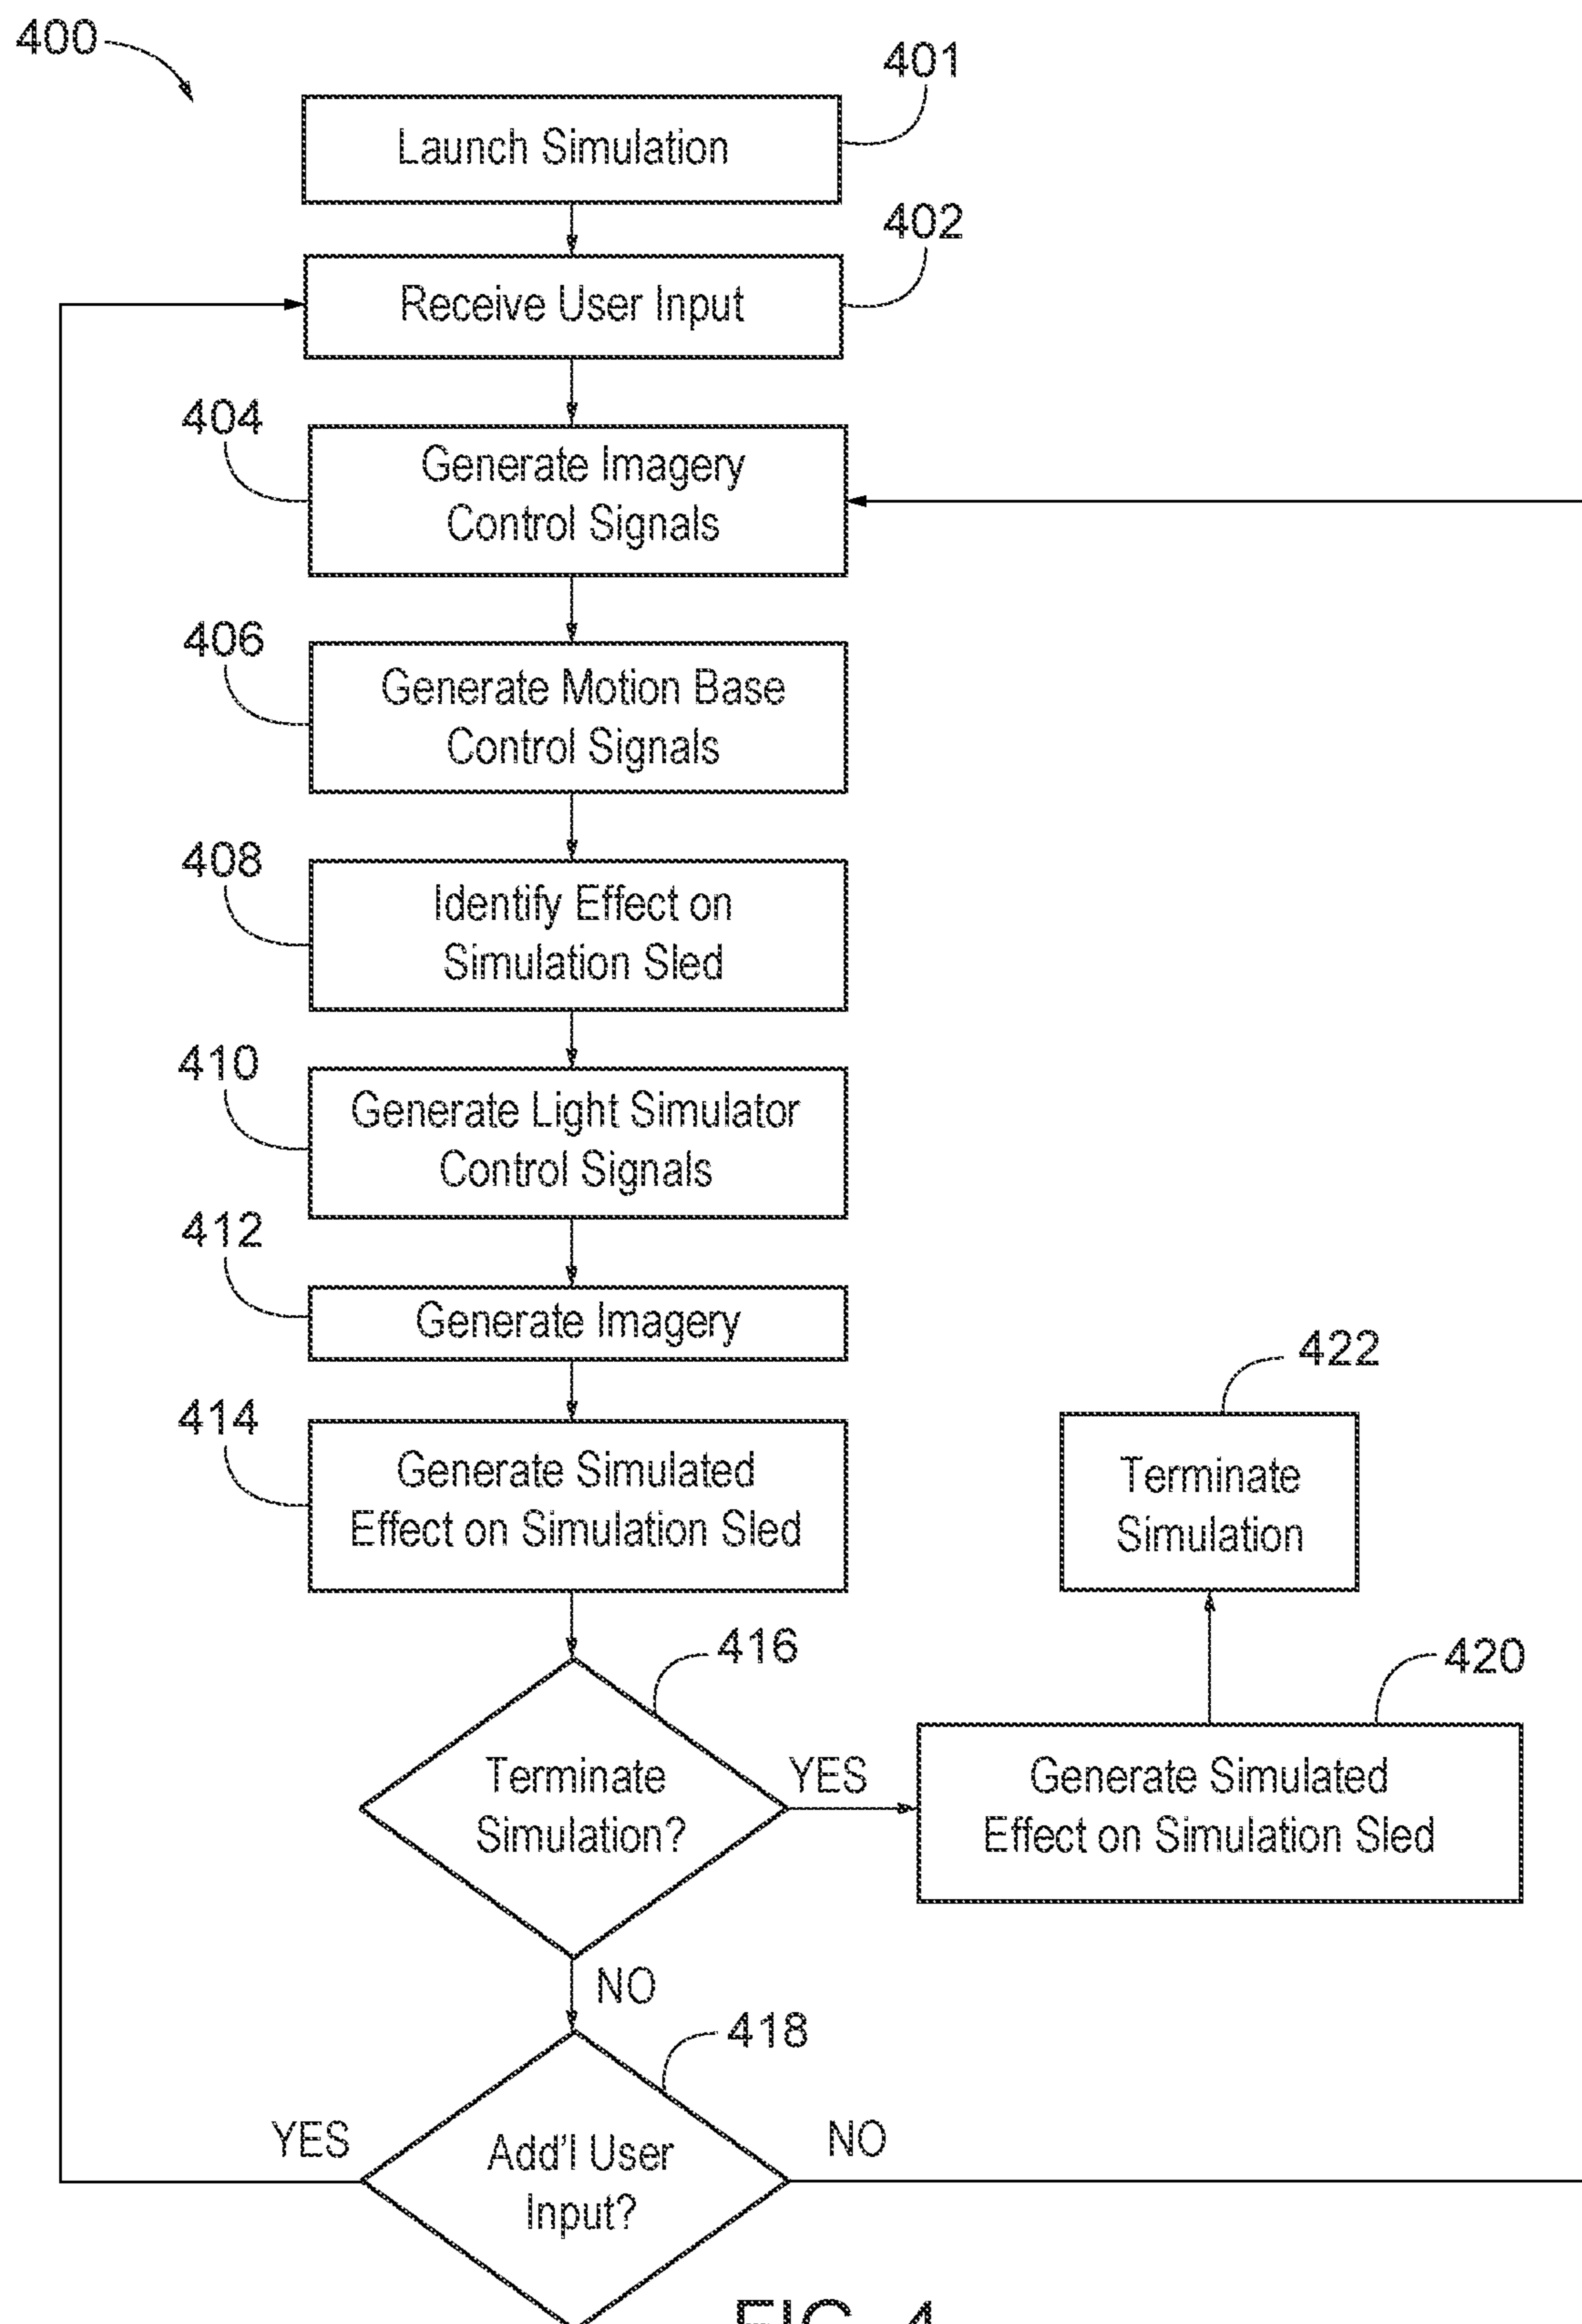 400
401
Launch Simulation
402
Receive User Input
404
Generate Imagery
Control Signals
406
Generate Motion Base
Control Signals
408
Identify Effect on
Simulation Sled
410
Generate Light Simulator
Control Signals
412
Generate Imagery
414
Generate Simulated
Effect on Simulation Sled
416
Terminate
Simulation?
YES
420
Generate Simulated
Effect on Simulation Sled
422
Terminate
Simulation
NO
418
Add'l User
Input?
YES
NO
FIG. 4